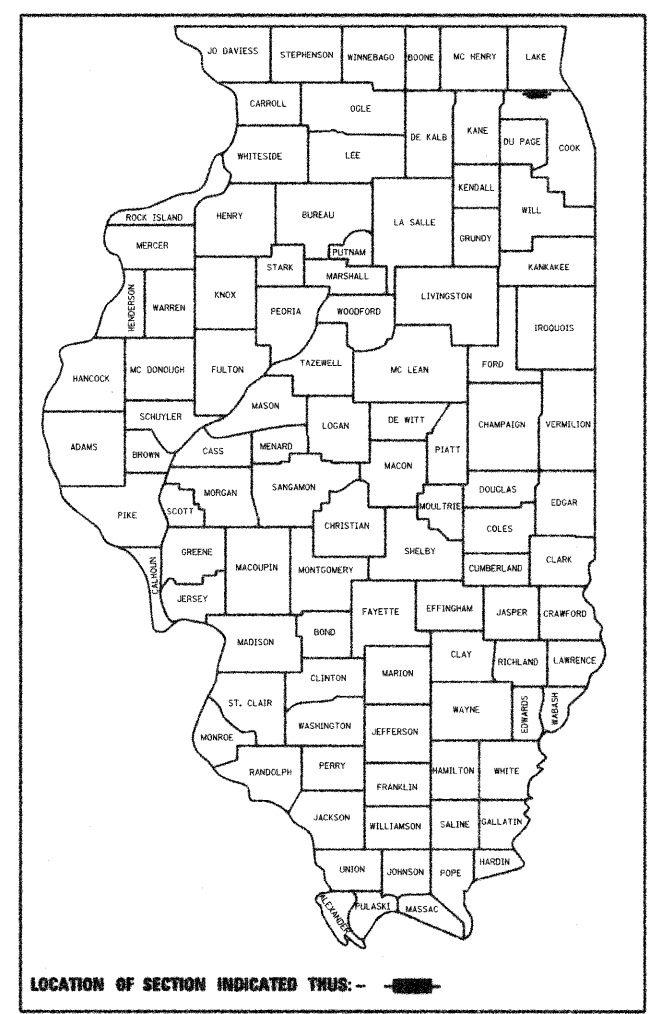 JO DAVIESS STEPHENSON WINNEBAGO BOONE MC HENRY LAKE
CARROLL OGLE DE KALB KANE DU PAGE COOK
WHITESIDE LEE
KENDALL
ROCK ISLAND HENRY BUREAU LA SALLE WILL
MERCER PUTNAM GRUNDY
STARK MARSHALL KANKAKEE
HENDERSON WARREN KNOX PEORIA WOODFORD LIVINGSTON
IROQUOIS
HANCOCK MC DONOUGH FULTON TAZEWELL MC LEAN FORD
MASON
SCHUYLER LOGAN DE WITT CHAMPAIGN VERMILION
ADAMS BROWN CASS MENARD PIATT
MACON
MORGAN SANGAMON DOUGLAS EDGAR
PIKE SCOTT CHRISTIAN MOULTRIE
COLES
GREENE SHELBY
CALHOUN MACOUPIN MONTGOMERY CUMBERLAND CLARK
JERSEY FAYETTE EFFINGHAM JASPER CRAWFORD
MADISON BOND
CLAY RICHLAND LAWRENCE
CLINTON MARION
ST. CLAIR WAYNE EDWARDS WABASH
WASHINGTON
MONROE JEFFERSON
RANDOLPH PERRY HAMILTON WHITE
FRANKLIN
JACKSON WILLIAMSON SALINE GALLATIN
UNION JOHNSON POPE HARDIN
ALEXANDER PULASKI MASSAC
LOCATION OF SECTION INDICATED THUS:-